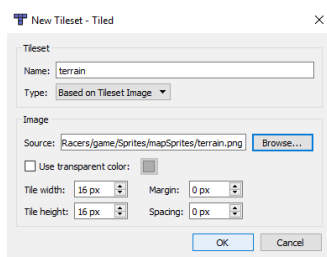 New Tileset - Tiled
Tileset
Name: terrain
Type: Based on Tileset Image
Image
Source: Racers/game/Sprites/mapSprites/terrain.png Browse...
Use transparent color:
Tile width: 16 px Margin: 0 px
Tile height: 16 px Spacing: 0 px
OK Cancel